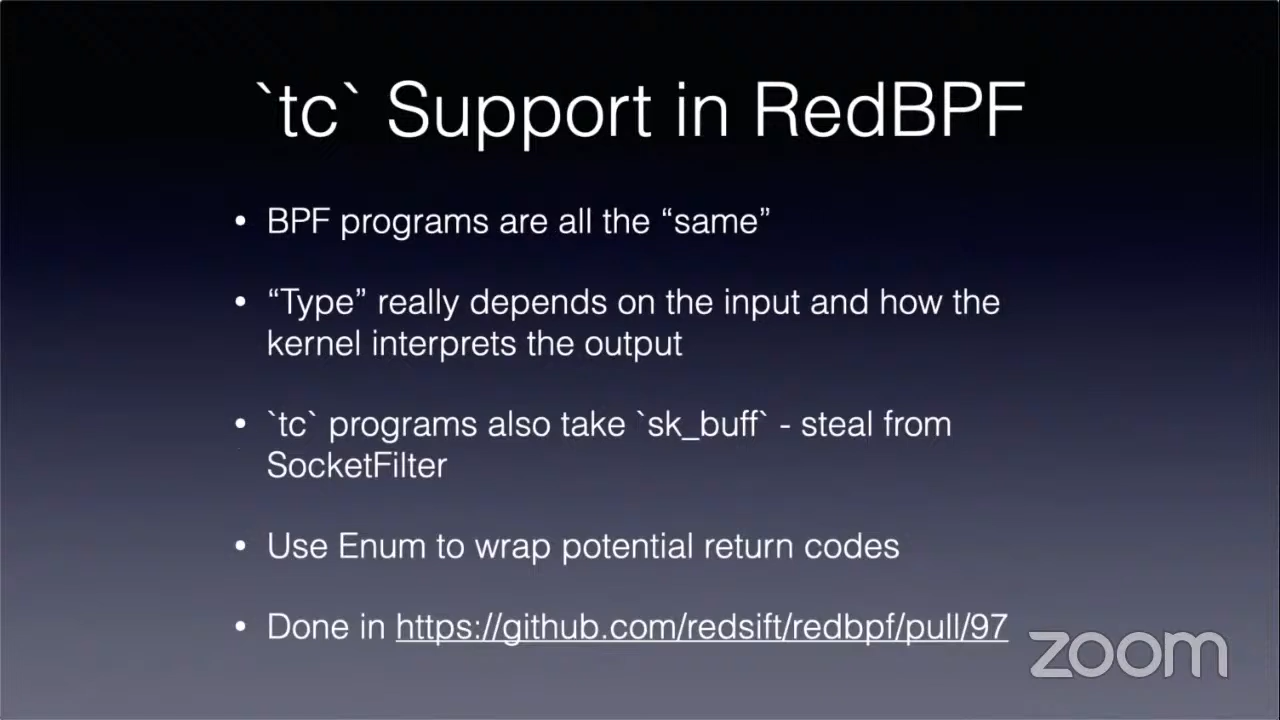 `tc` Support in RedBPF
• BPF programs are all the “same”
• “Type” really depends on the input and how the
kernel interprets the output
• `tc` programs also take `sk_buff` - steal from
SocketFilter
• Use Enum to wrap potential return codes
• Done in https://github.com/redsift/redbpf/pull/97
zoom